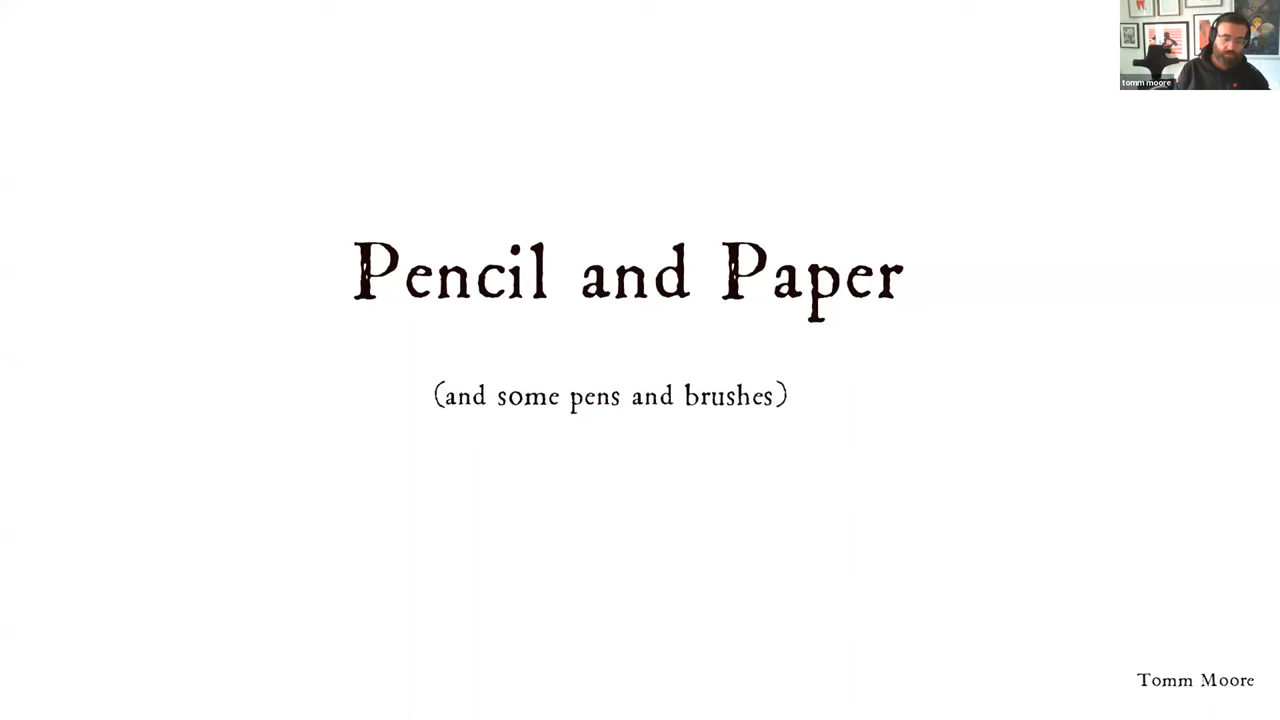 tomm moore
Pencil and Paper
(and some pens and brushes)
Tomm Moore